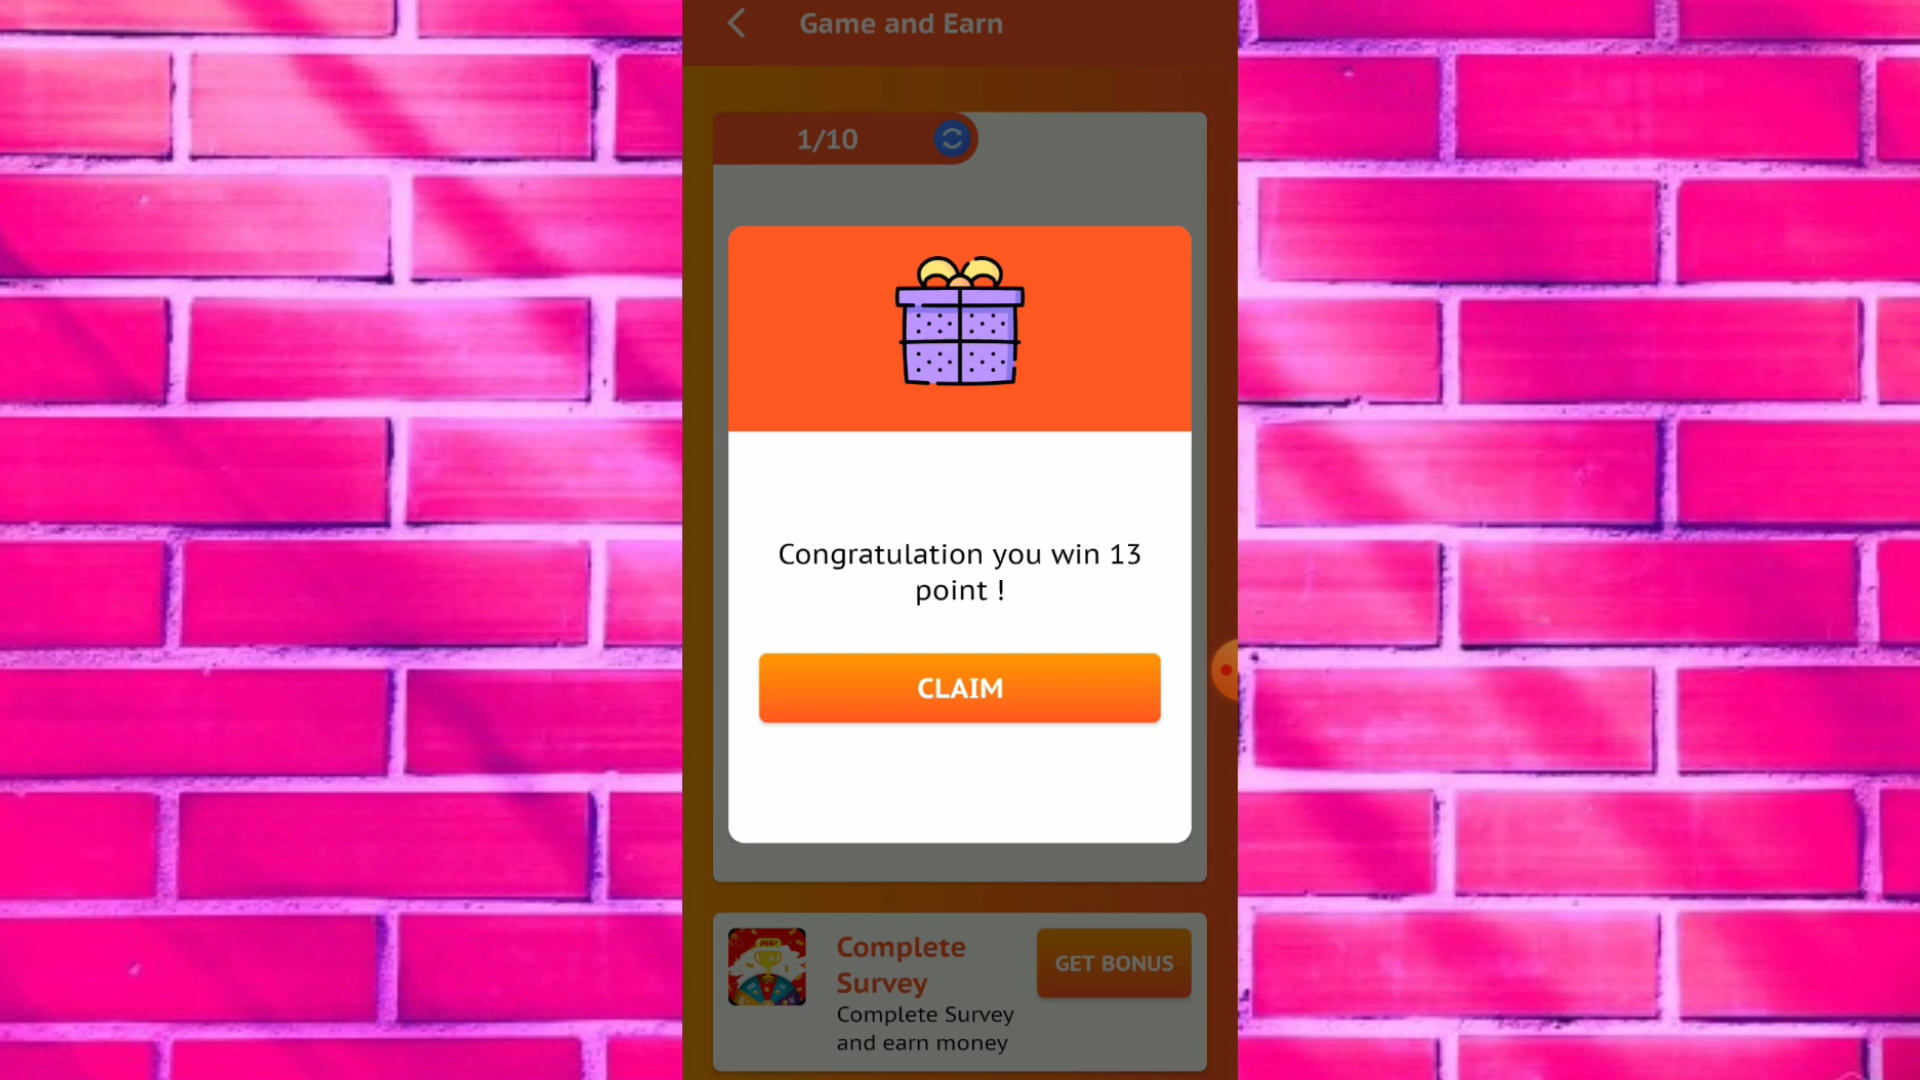 Game and Earn
1/10
Congratulation you win 13
point !
CLAIM
Complete
Survey
GET BONUS
Complete Survey
and earn money